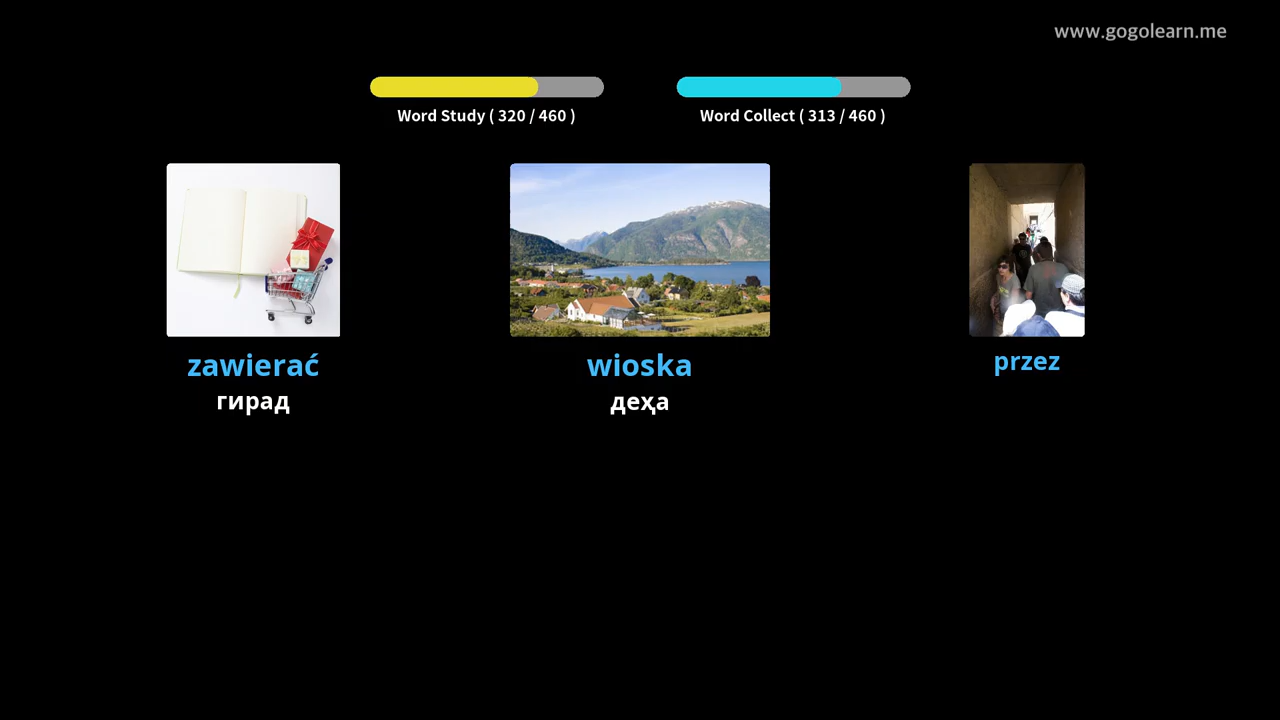 www.gogolearn.me
Word Study ( 320 / 460 )
Word Collect ( 313 / 460 )
zawierać
гирад
wioska
деҳа
przez